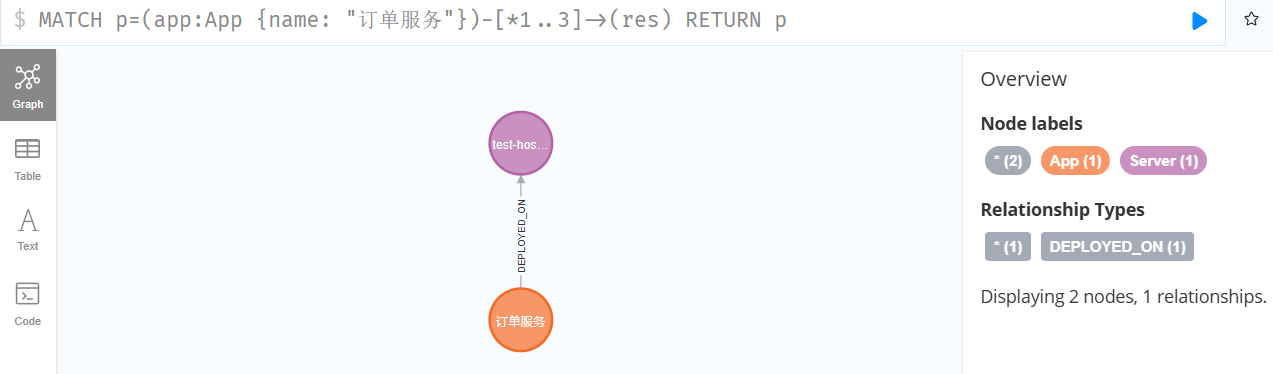 $ MATCH p=(app:App {name: "订单服务"})-[*1..3]->(res) RETURN p
Graph
Table
Text
Code
test-hos...
DEPLOYED_ON
订单服务
Overview
Node labels
* (2) App (1) Server (1)
Relationship Types
* (1) DEPLOYED_ON (1)
Displaying 2 nodes, 1 relationships.